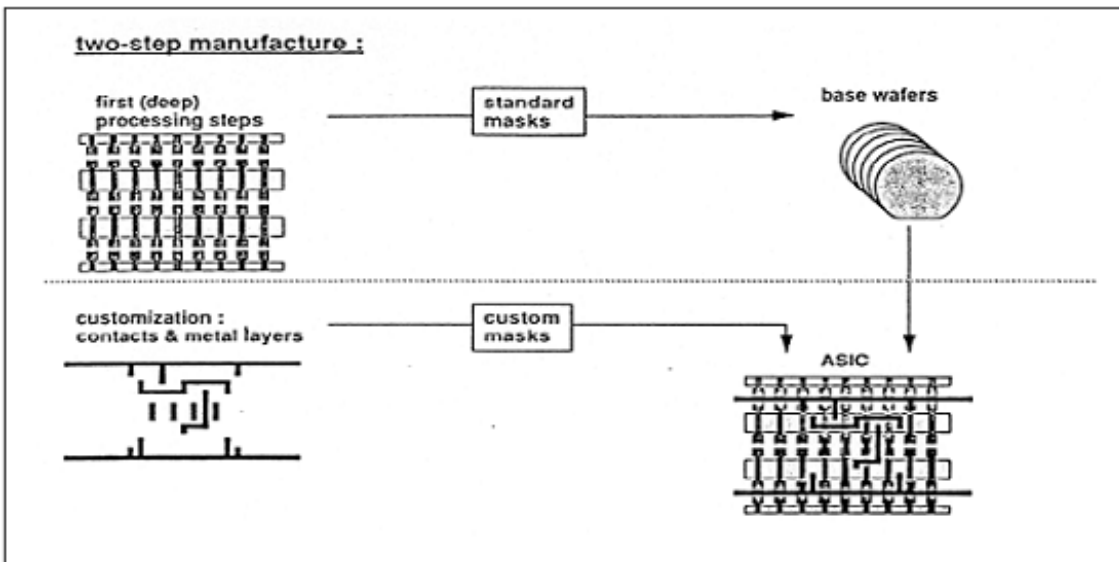 two-step manufacture :
first (deep)
processing steps
standard
masks
base wafers
customization :
contacts & metal layers
custom
masks
ASIC